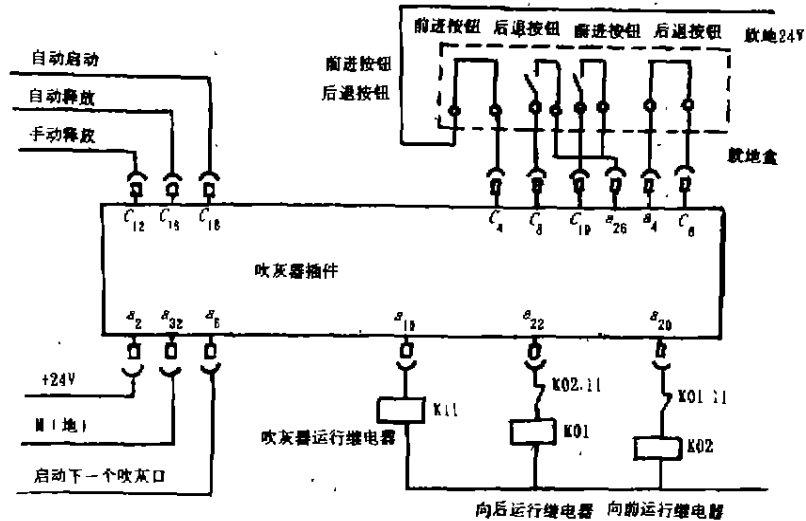 前进按钮 后退按钮 前进按钮 后退按钮 就地24V
自动启动
前进按钮
自动释放
后退按钮
手动释放
就地盒
C12 C16 C18 C4 C8 C10 a26 a4 C6
吹灰器插件
a2 a32 a6 a18 a22 a20
+24V
K02.11
K01 11
K11
M(地)
K01
吹灰器运行继电器
K02
启动下一个吹灰口
向后运行继电器 向前运行继电器